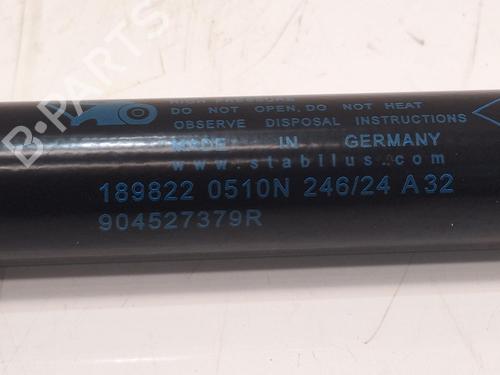 DO NOT OPEN. DO NOT HEAT
OBSERVE DISPOSAL INSTRUCTIONS
MADE IN GERMANY
www.stabilus.com
189822 0510N 246/24 A32
904527379R
B-Parts